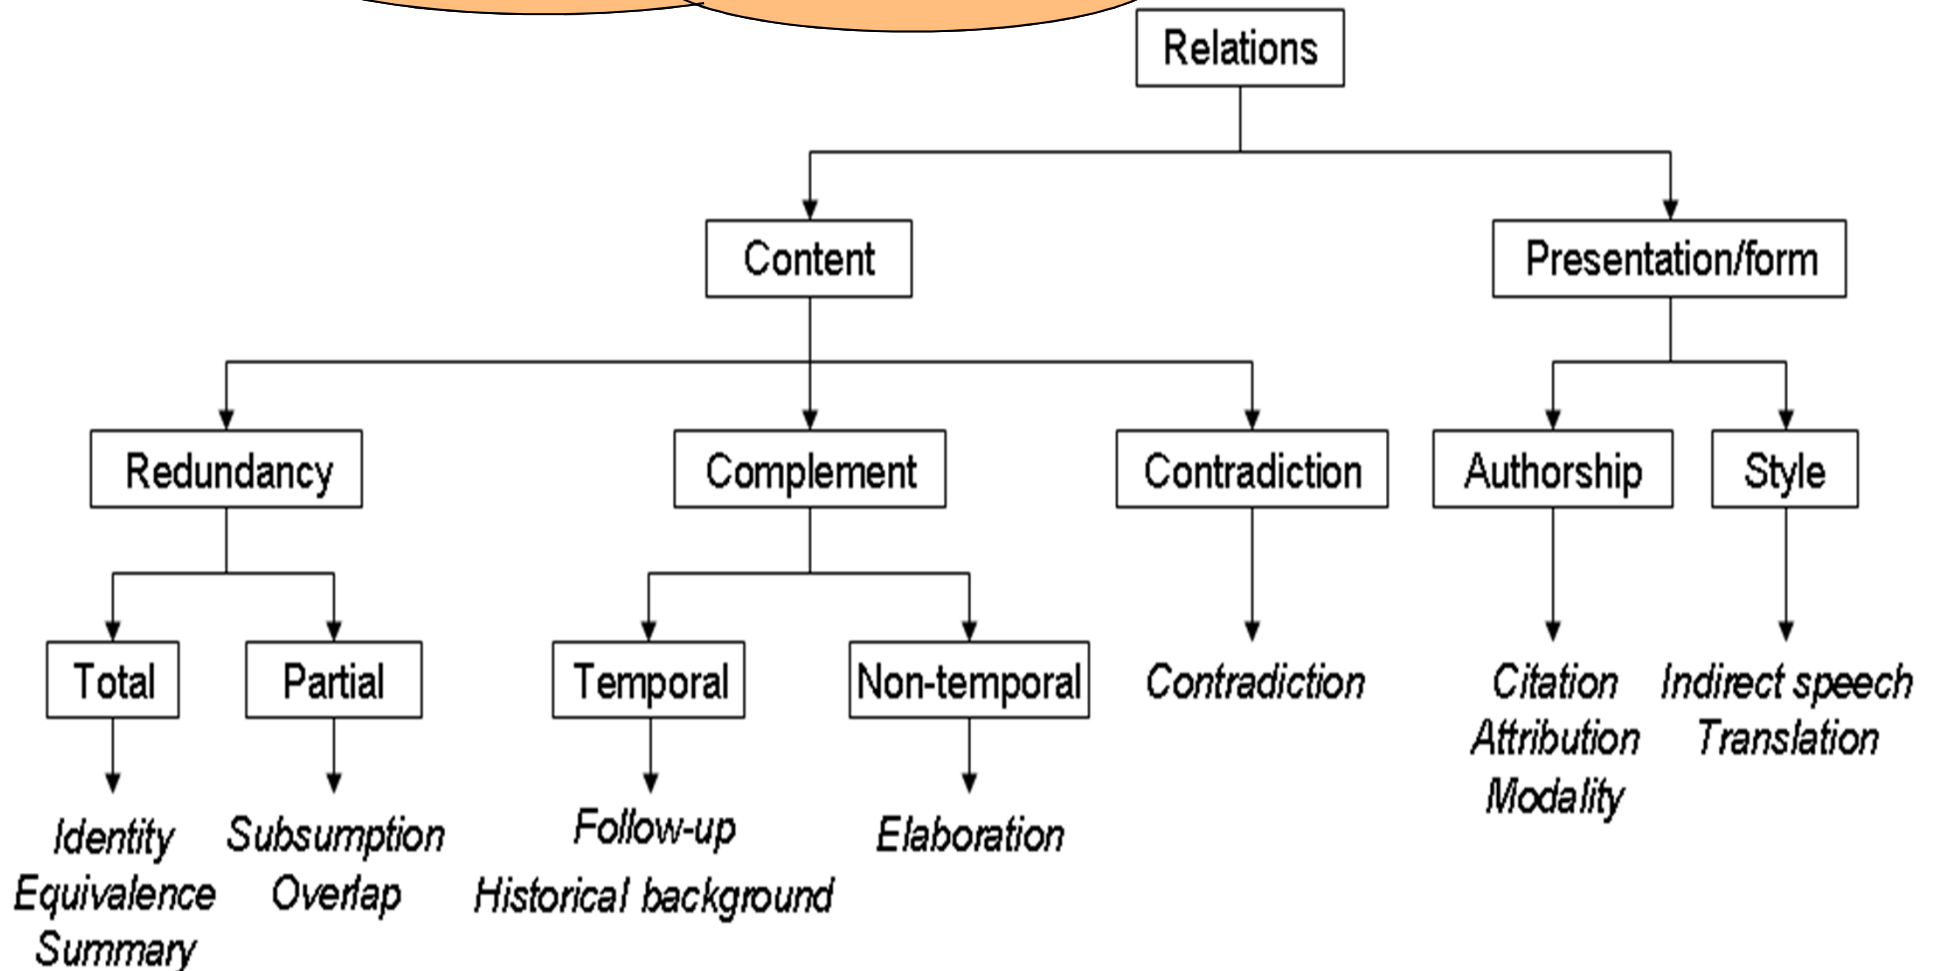 Relations
Content
Presentation/form
Redundancy
Complement
Contradiction
Authorship
Style
Total
Partial
Temporal
Non-temporal
Contradiction
Citation
Attribution
Modality
Indirect speech
Translation
Identity
Equivalence
Summary
Subsumption
Overlap
Follow-up
Historical background
Elaboration